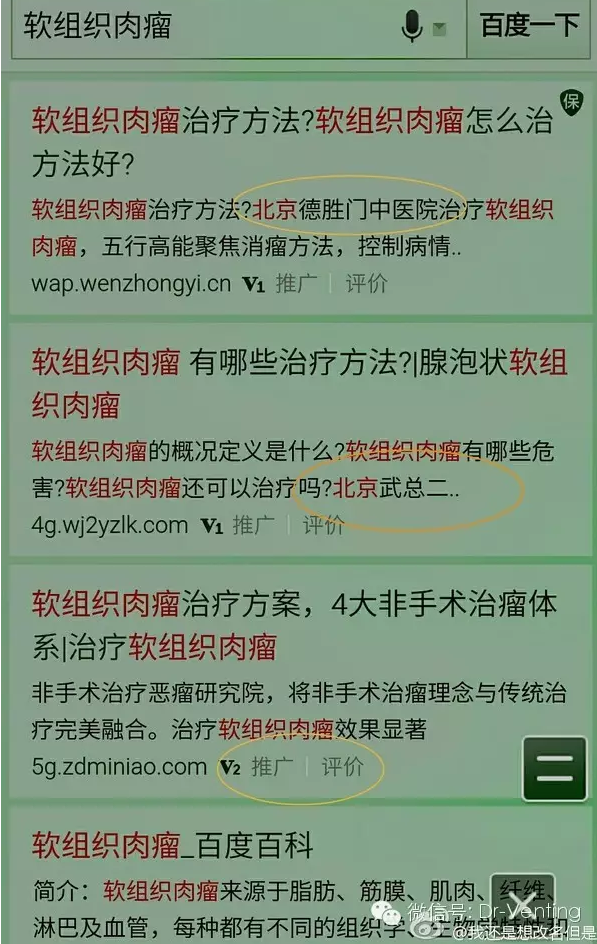 软组织肉瘤
百度一下
保
软组织肉瘤治疗方法?软组织肉瘤怎么治
方法好?
软组织肉瘤治疗方法?北京德胜门中医院治疗软组织
肉瘤，五行高能聚焦消瘤方法，控制病情..
wap.wenzhongyi.cn V1 推广 | 评价
软组织肉瘤 有哪些治疗方法?|腺泡状软组
织肉瘤
软组织肉瘤的概况定义是什么?软组织肉瘤有哪些危
害?软组织肉瘤还可以治疗吗?北京武总二..
4g.wj2yzlk.com V1 推广 | 评价
软组织肉瘤治疗方案，4大非手术治瘤体
系|治疗软组织肉瘤
非手术治疗恶瘤研究院，将非手术治瘤理念与传统治
疗完美融合。治疗软组织肉瘤效果显著
5g.zdminiao.com V2 推广 | 评价
软组织肉瘤_百度百科
简介：软组织肉瘤来源于脂肪、筋膜、肌肉、纤维、
淋巴及血管，每种都有不同的组织学、
微信号: Dr-Yenting
@我还是想改名但是